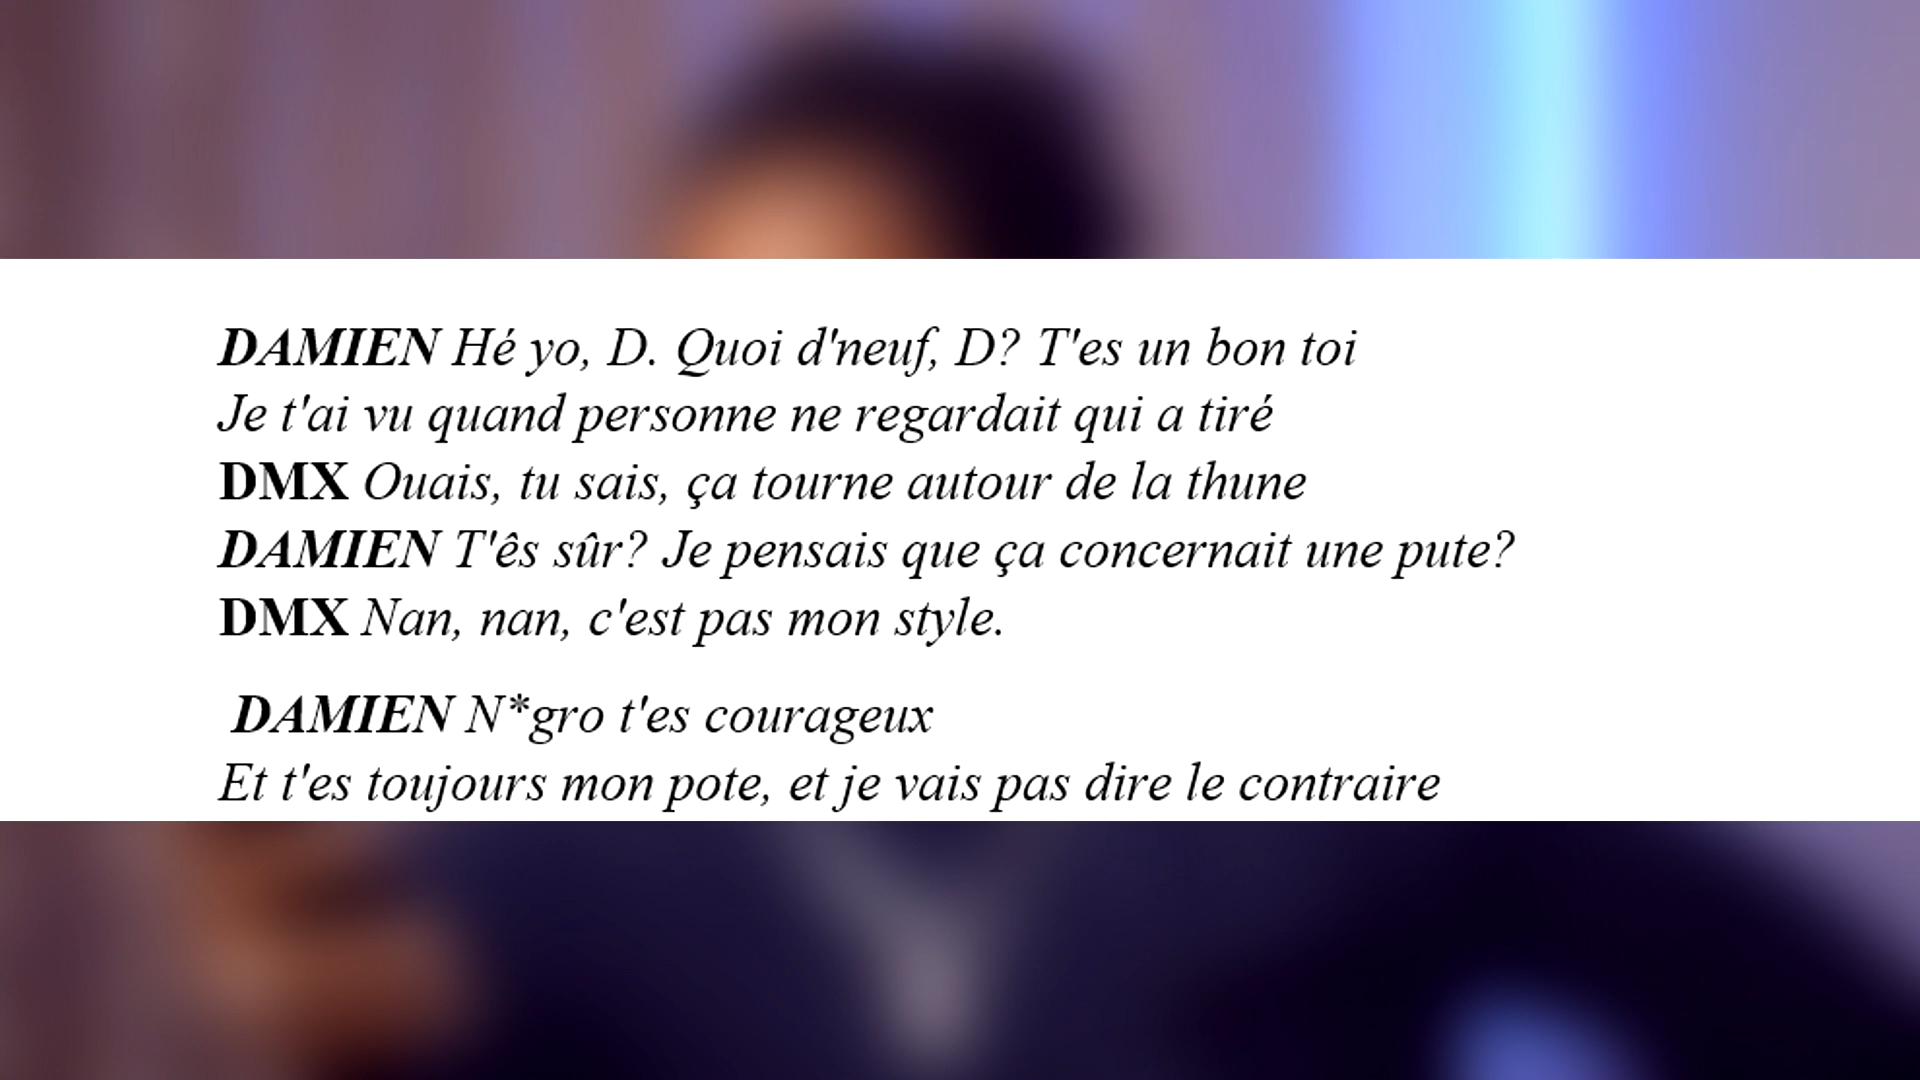 DAMIEN Hé yo, D. Quoi d'neuf, D? T'es un bon toi
Je t'ai vu quand personne ne regardait qui a tiré
DMX Ouais, tu sais, ça tourne autour de la thune
DAMIEN T'ês sûr? Je pensais que ça concernait une pute?
DMX Nan, nan, c'est pas mon style.
DAMIEN N*gro t'es courageux
Et t'es toujours mon pote, et je vais pas dire le contraire